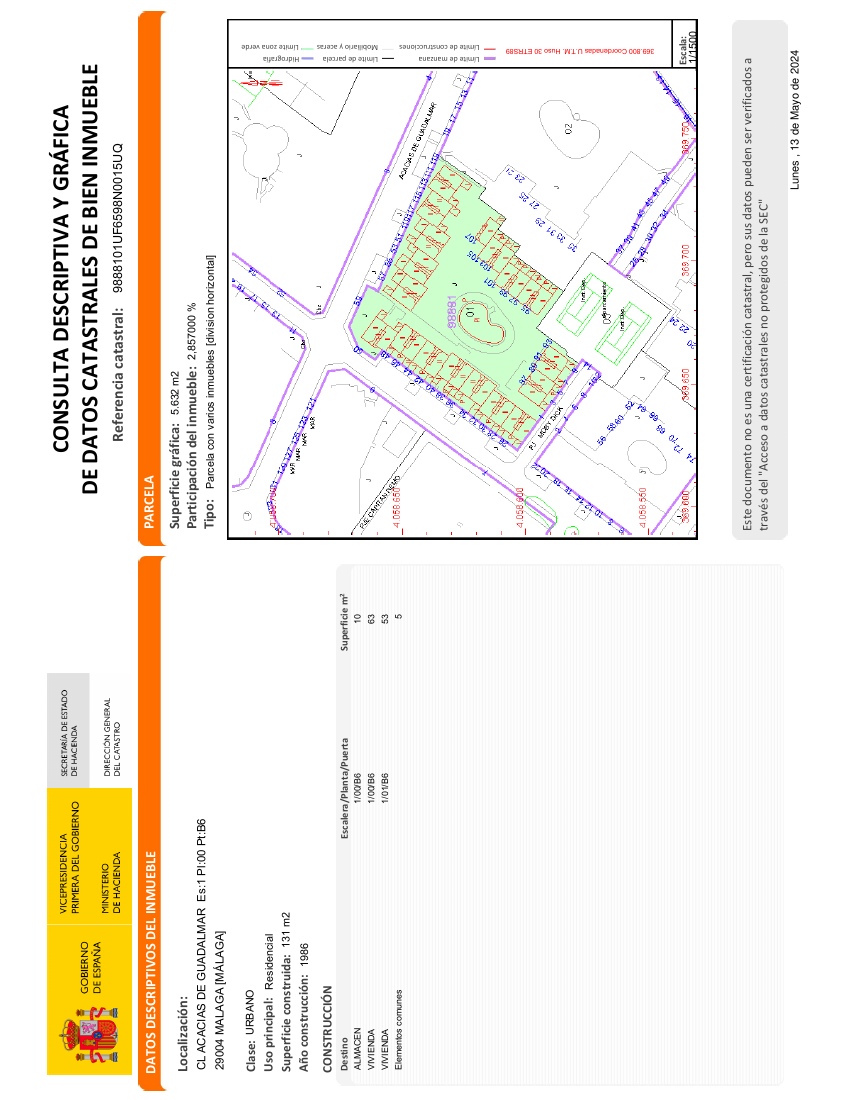 GOBIERNO
DE ESPAÑA
VICEPRESIDENCIA
PRIMERA DEL GOBIERNO
MINISTERIO
DE HACIENDA
SECRETARÍA DE ESTADO
DE HACIENDA
DIRECCIÓN GENERAL
DEL CATASTRO
CONSULTA DESCRIPTIVA Y GRÁFICA
DE DATOS CATASTRALES DE BIEN INMUEBLE
Referencia catastral: 9888101UF6598N0015UQ
DATOS DESCRIPTIVOS DEL INMUEBLE
Localización:
CL ACACIAS DE GUADALMAR Es:1 Pl:00 Pt:B6
29004 MALAGA [MÁLAGA]
Clase: URBANO
Uso principal: Residencial
Superficie construida: 131 m2
Año construcción: 1986
CONSTRUCCIÓN
Destino Escalera/Planta/Puerta Superficie m²
ALMACEN 1/00/B6 10
VIVIENDA 1/00/B6 63
VIVIENDA 1/01/B6 53
Elementos comunes 5
PARCELA
Superficie gráfica: 5.632 m2
Participación del inmueble: 2,857000 %
Tipo: Parcela con varios inmuebles [division horizontal]
ACACIAS DE GUADALMAR
PJ MOBY DICK
PJE CAPITAN NEMO
98881
01
02
4.058.650
4.058.600
4.058.550
369.600
369.650
369.700
369.750
369.800 Coordenadas U.T.M. Huso 30 ETRS89
Límite de manzana
Límite de parcela
Límite de construcciones
Mobiliario y aceras
Límite zona verde
Hidrografía
Escala:
1/1500
Este documento no es una certificación catastral, pero sus datos pueden ser verificados a
través del "Acceso a datos catastrales no protegidos de la SEC"
Lunes , 13 de Mayo de 2024